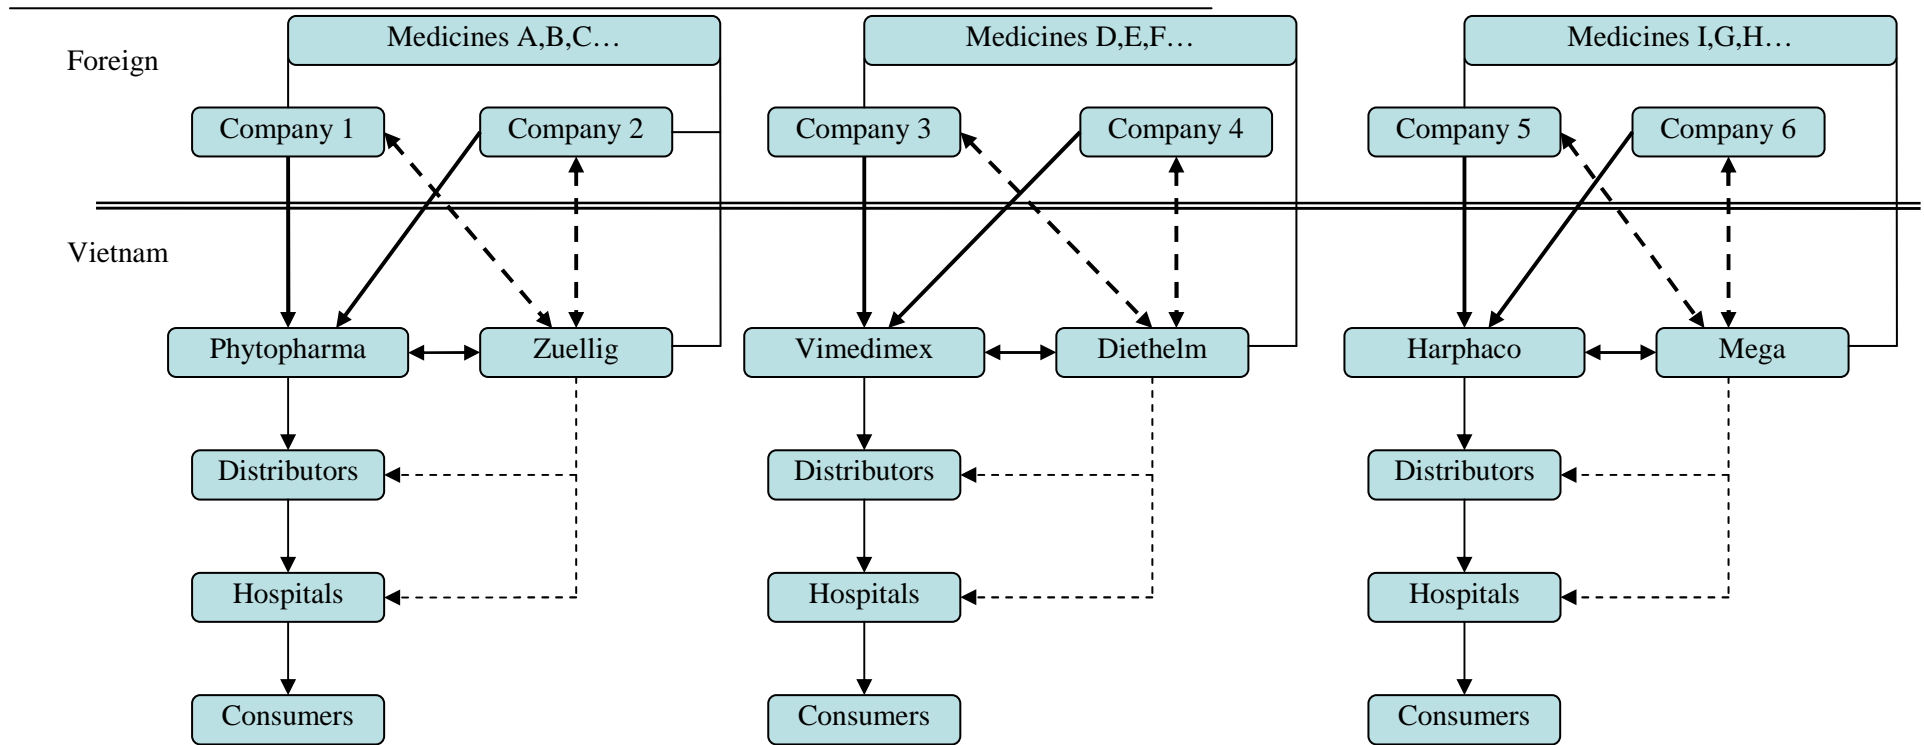 Medicines A,B,C…
Medicines D,E,F…
Medicines I,G,H…
Foreign
Company 1
Company 2
Company 3
Company 4
Company 5
Company 6
Vietnam
Phytopharma
Zuellig
Vimedimex
Diethelm
Harphaco
Mega
Distributors
Distributors
Distributors
Hospitals
Hospitals
Hospitals
Consumers
Consumers
Consumers